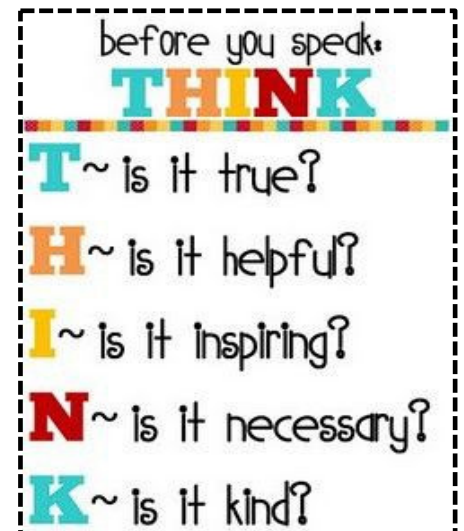 before you speak:
THINK
T~ is it true?
H~ is it helpful?
I~ is it inspiring?
N~ is it necessary?
K~ is it kind?